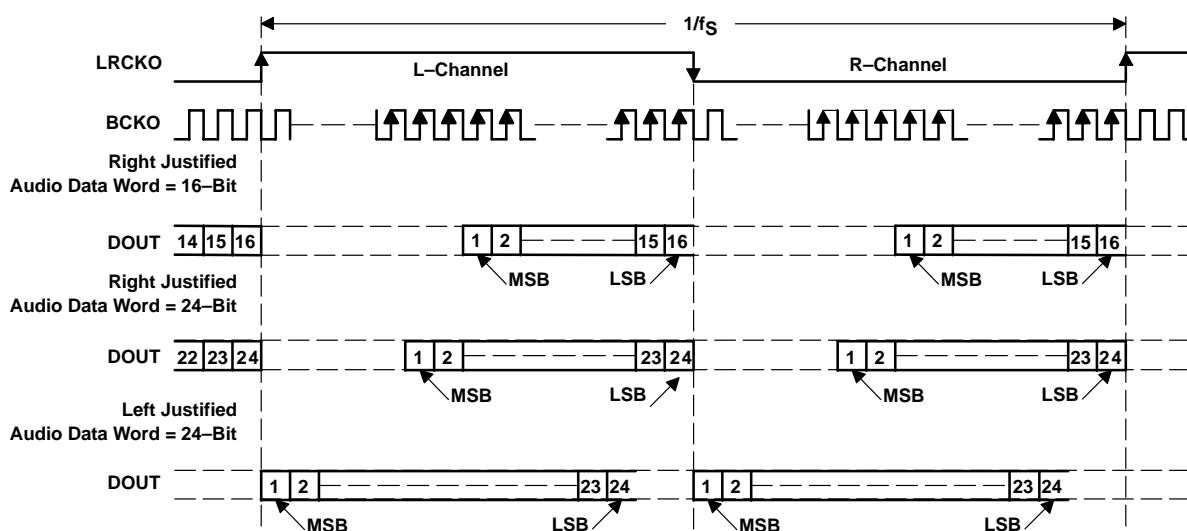 1/fS
LRCKO
L–Channel
R–Channel
BCKO
Right Justified
Audio Data Word = 16–Bit
DOUT 14 15 16 1 2 15 16 1 2 15 16
MSB LSB MSB LSB
Right Justified
Audio Data Word = 24–Bit
DOUT 22 23 24 1 2 23 24 1 2 23 24
MSB LSB MSB LSB
Left Justified
Audio Data Word = 24–Bit
DOUT 1 2 23 24 1 2 23 24
MSB LSB MSB LSB